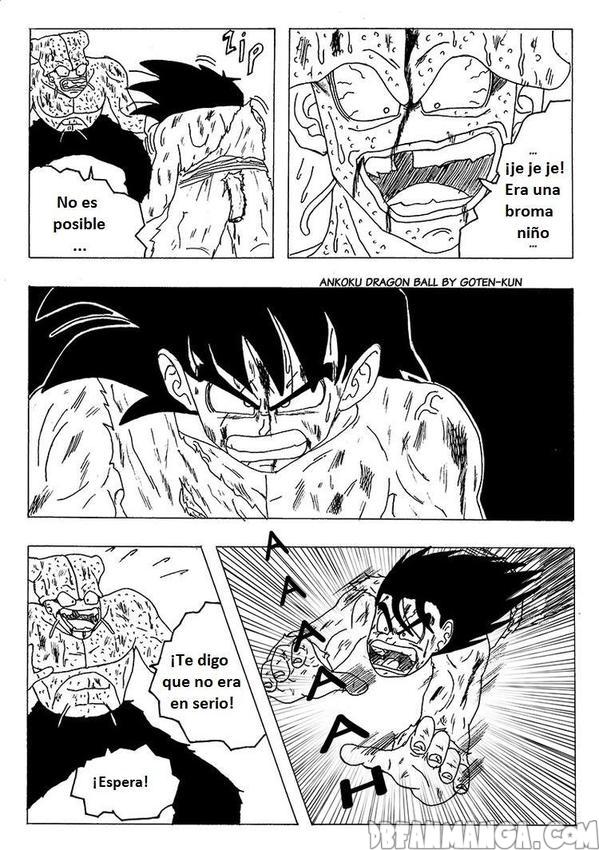 ZIP
No es
posible
...
...
¡je je je!
Era una
broma
niño
...
ANKOKU DRAGON BALL BY GOTEN-KUN
AAAAAAH
¡Te digo
que no era
en serio!
¡Espera!
DBFANMANGA.COM